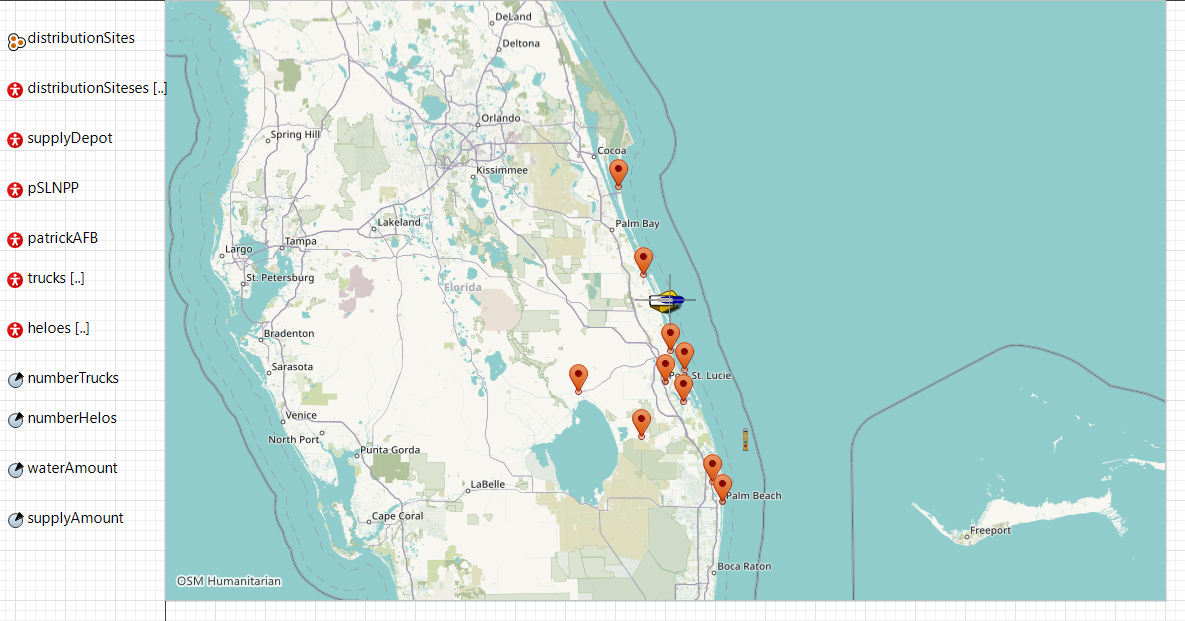 distributionSites
distributionSiteses [..]
supplyDepot
pSLNPP
patrickAFB
trucks [..]
heloes [..]
numberTrucks
numberHelos
waterAmount
supplyAmount
DeLand
Deltona
Orlando
Spring Hill
Cocoa
Kissimmee
Lakeland
Palm Bay
Tampa
Largo
St. Petersburg
Florida
Bradenton
Sarasota
St. Lucie
Venice
North Port
Punta Gorda
LaBelle
Palm Beach
Cape Coral
Freeport
Boca Raton
OSM Humanitarian